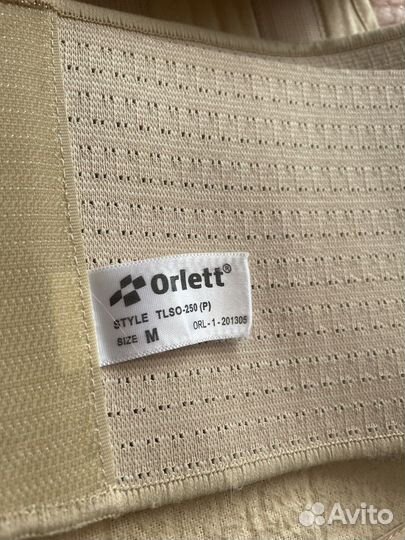 Orlett®
STYLE TLSO-250 (P)
SIZE M ORL-1-201305
Avito